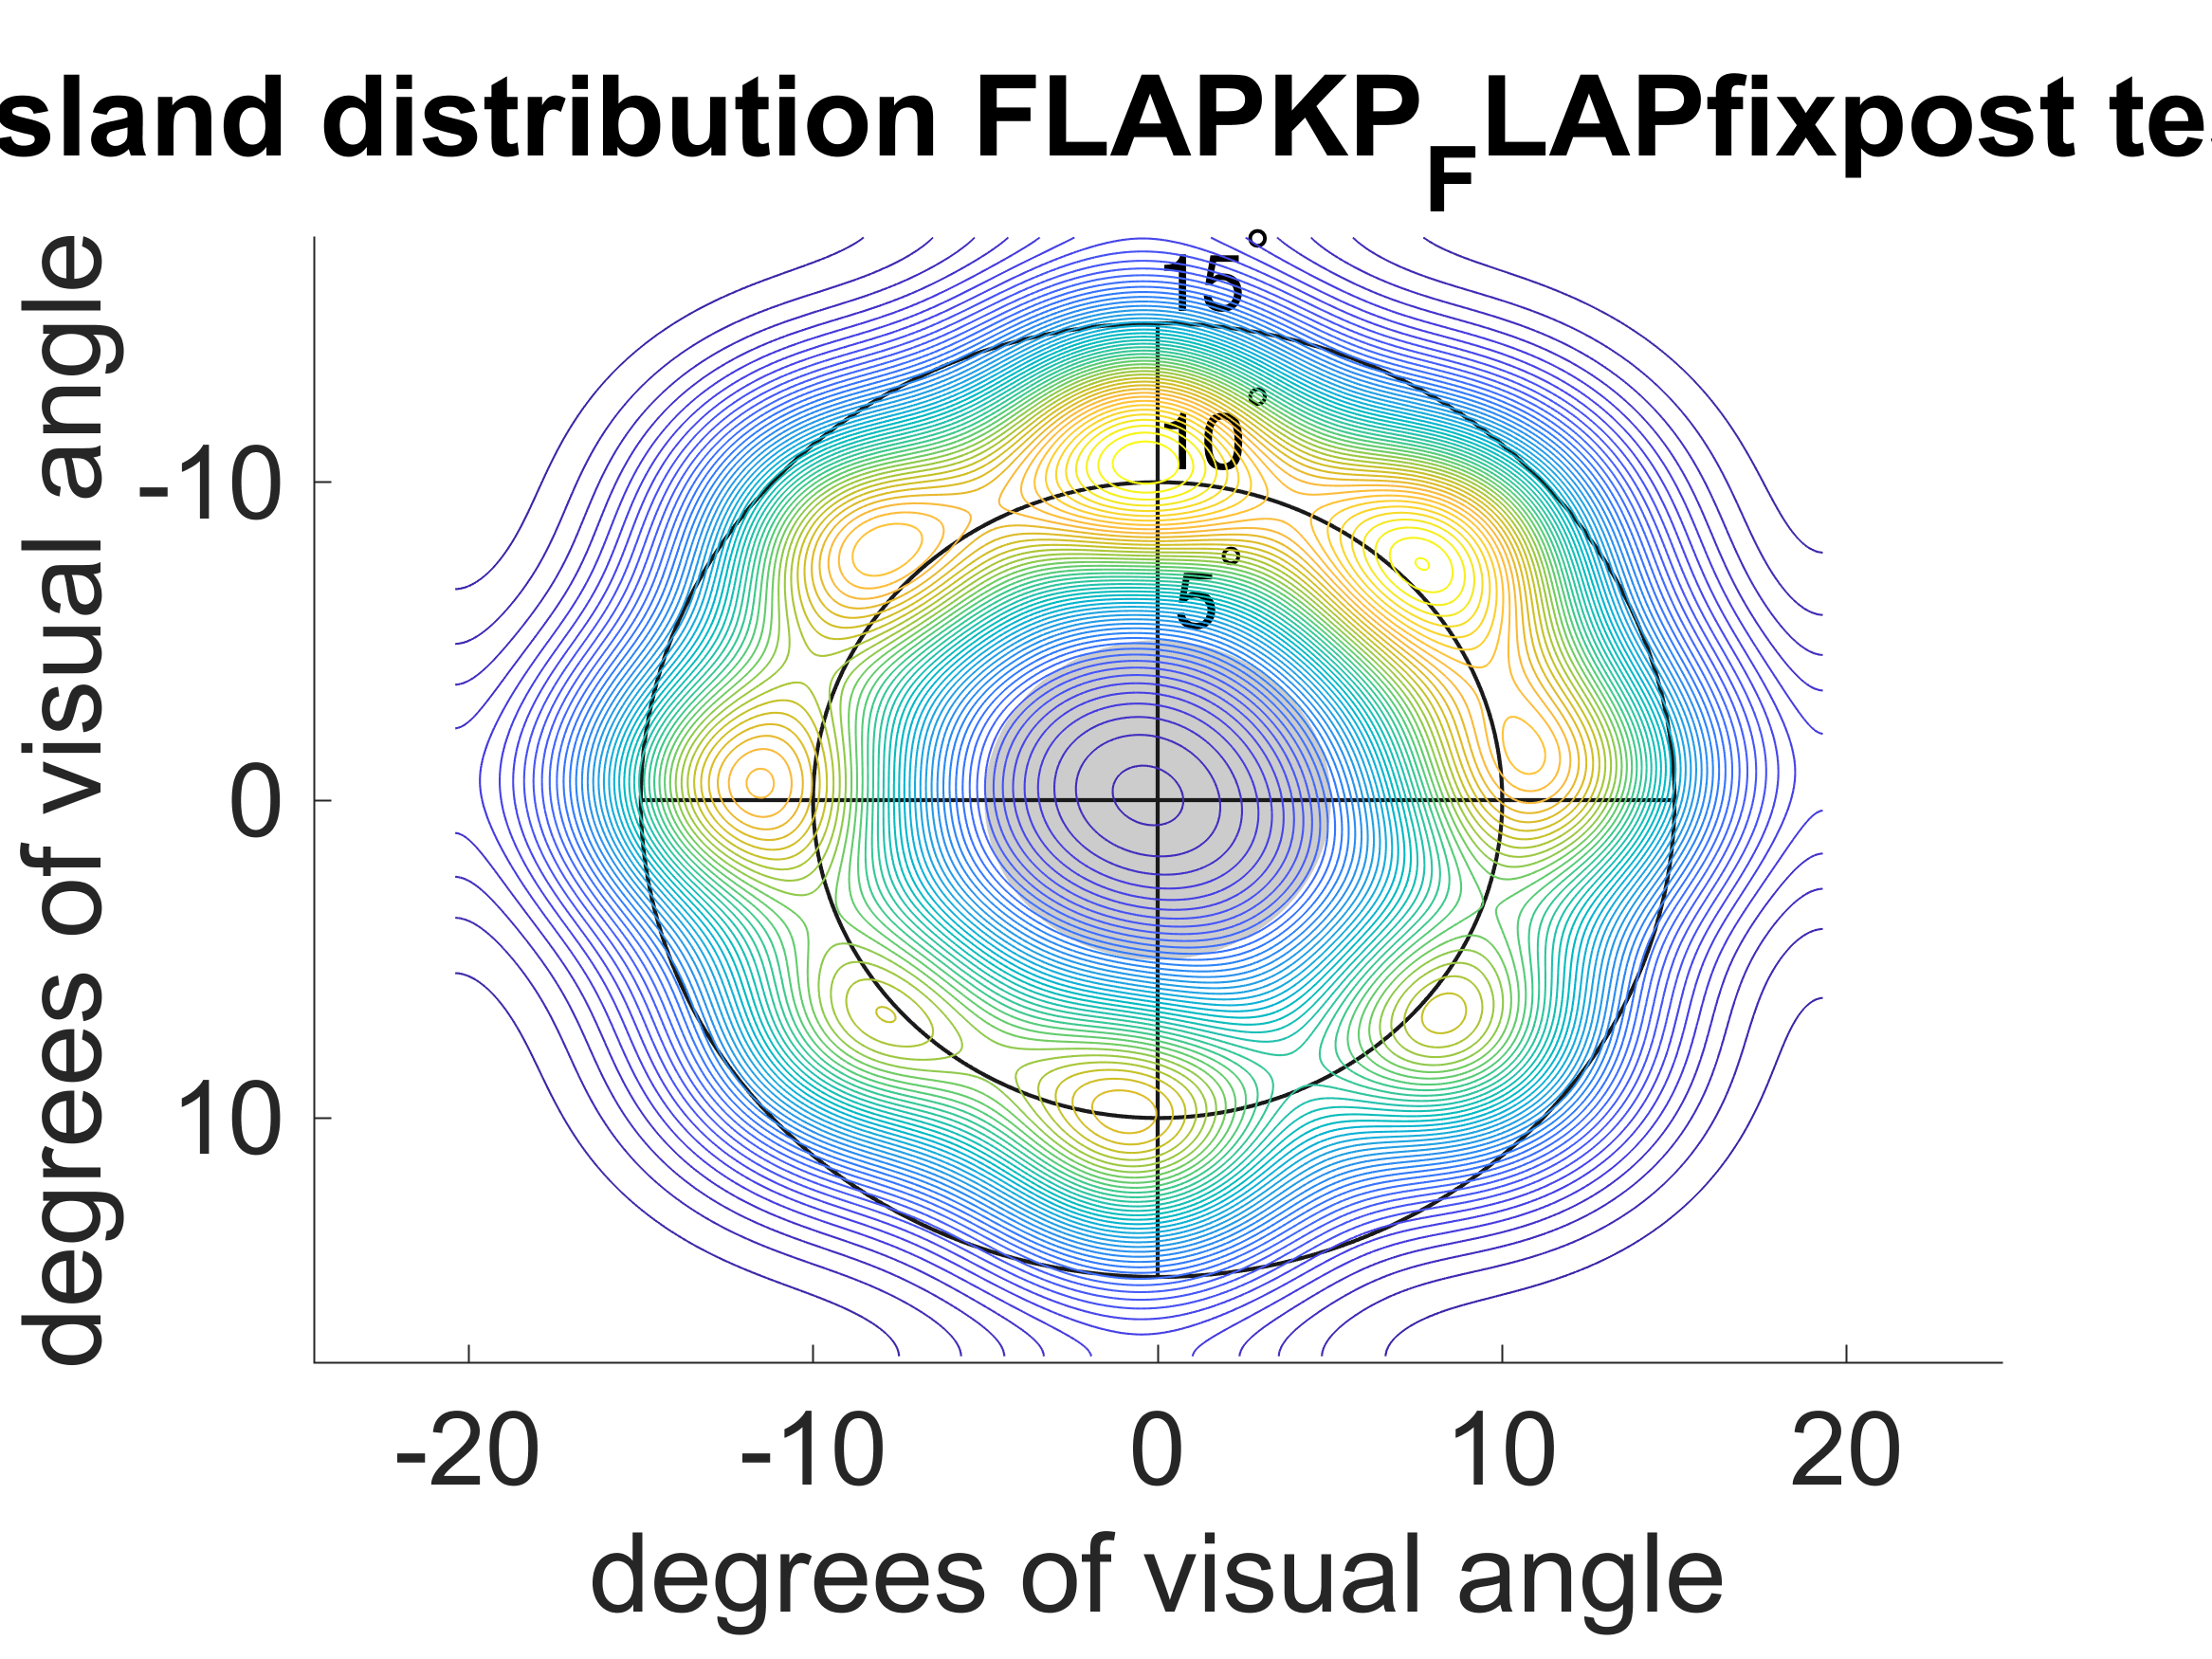 sland distribution FLAPKP_FLAPfixpost te
degrees of visual angle
-10
0
10
15°
10°
5°
-20 -10 0 10 20
degrees of visual angle